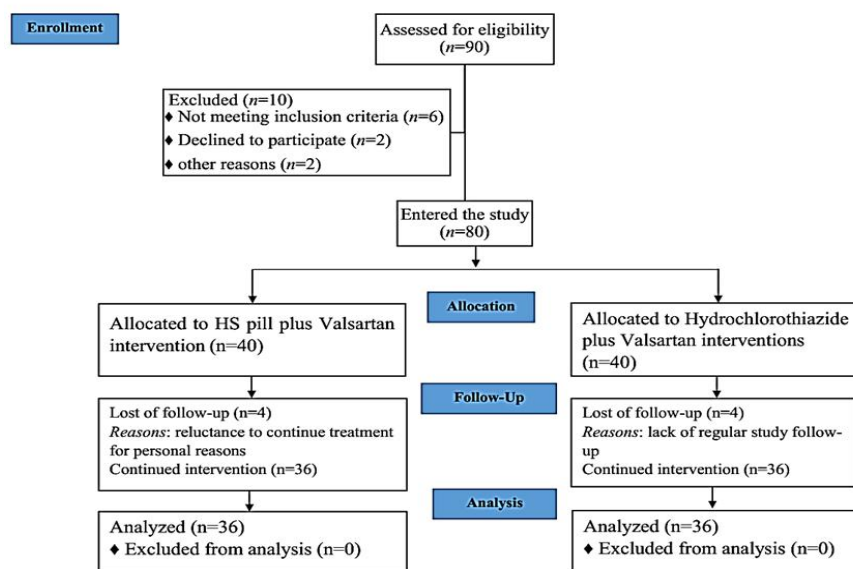 Enrollment
Assessed for eligibility
(n=90)
Excluded (n=10)
♦ Not meeting inclusion criteria (n=6)
♦ Declined to participate (n=2)
♦ other reasons (n=2)
Entered the study
(n=80)
Allocation
Allocated to HS pill plus Valsartan
intervention (n=40)
Allocated to Hydrochlorothiazide
plus Valsartan interventions
(n=40)
Follow-Up
Lost of follow-up (n=4)
Reasons: reluctance to continue treatment
for personal reasons
Continued intervention (n=36)
Lost of follow-up (n=4)
Reasons: lack of regular study follow-
up
Continued intervention (n=36)
Analysis
Analyzed (n=36)
♦ Excluded from analysis (n=0)
Analyzed (n=36)
♦ Excluded from analysis (n=0)